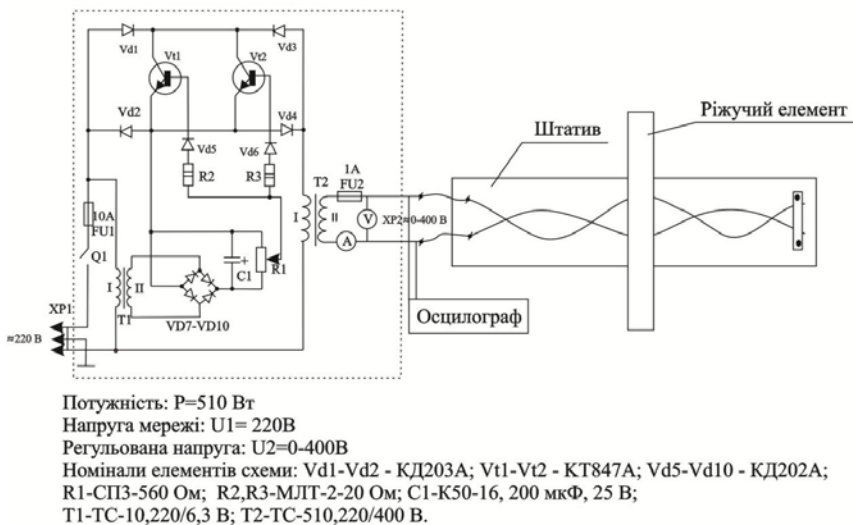 Vd1
Vt1
Vt2
Vd3
Vd2
Vd4
Vd5
Vd6
R2
R3
10A
FU1
Q1
I
II
T1
VD7-VD10
C1
+
R1
XP1
≈220 В
T2
I
II
1A
FU2
V
A
XP2≈0-400 В
Осцилограф
Штатив
Ріжучий елемент
Потужність: P=510 Вт
Напруга мережі: U1= 220В
Регульована напруга: U2=0-400В
Номінали елементів схеми: Vd1-Vd2 - КД203А; Vt1-Vt2 - КТ847А; Vd5-Vd10 - КД202А;
R1-СП3-560 Ом; R2,R3-МЛТ-2-20 Ом; С1-К50-16, 200 мкФ, 25 В;
Т1-ТС-10,220/6,3 В; Т2-ТС-510,220/400 В.